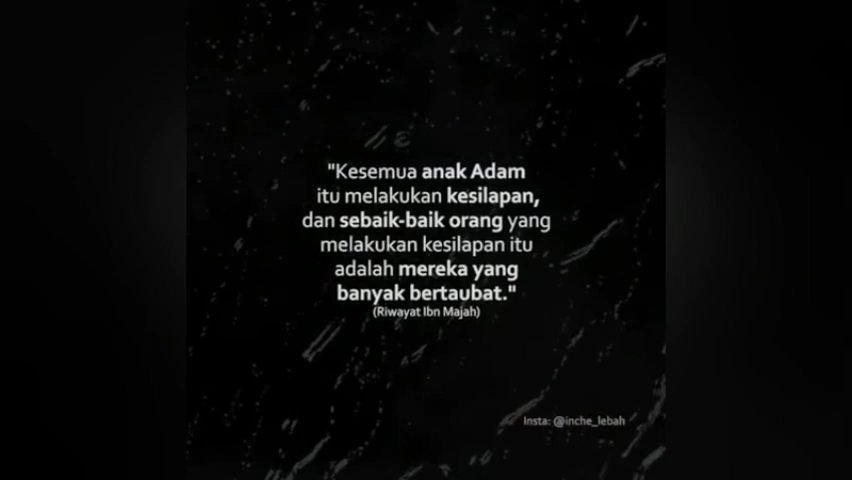 "Kesemua anak Adam
itu melakukan kesilapan,
dan sebaik-baik orang yang
melakukan kesilapan itu
adalah mereka yang
banyak bertaubat."
(Riwayat Ibn Majah)
Insta: @inche_lebah